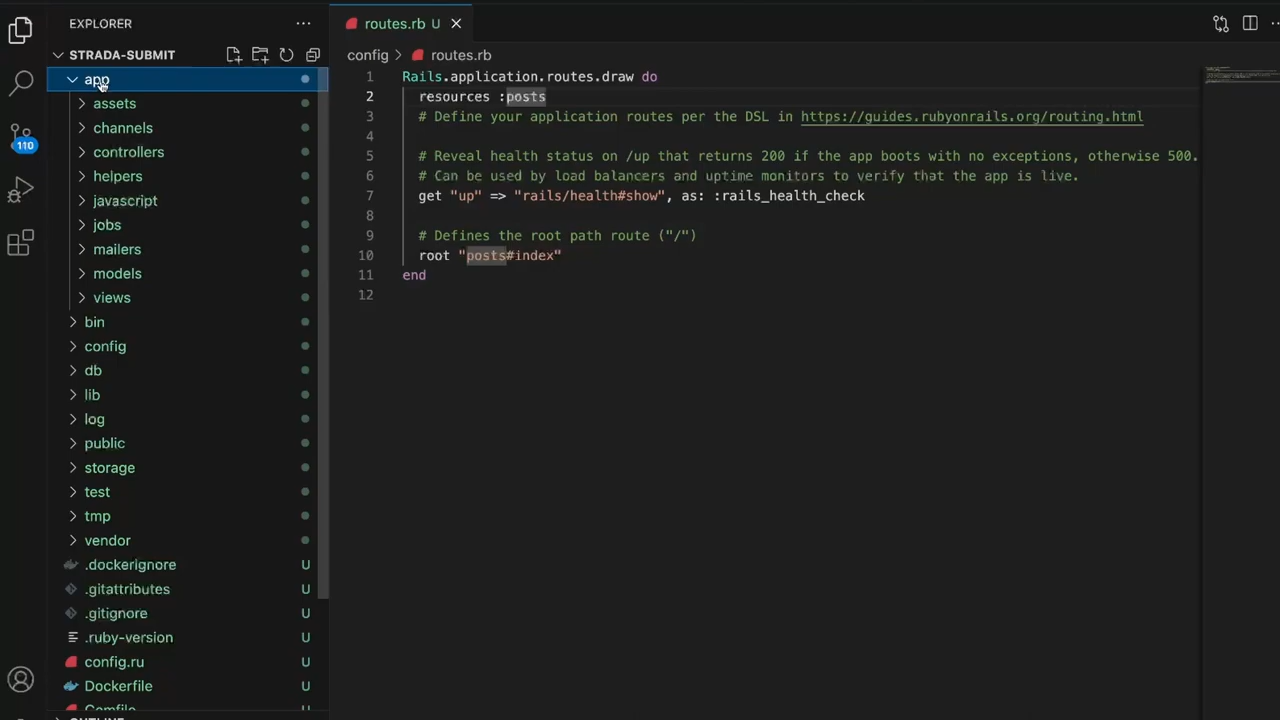 EXPLORER
STRADA-SUBMIT
app
assets
channels
controllers
helpers
javascript
jobs
mailers
models
views
bin
config
db
lib
log
public
storage
test
tmp
vendor
.dockerignore U
.gitattributes U
.gitignore U
.ruby-version U
config.ru U
Dockerfile U
110
routes.rb U
config > routes.rb
1 Rails.application.routes.draw do
2 resources :posts
3 # Define your application routes per the DSL in https://guides.rubyonrails.org/routing.html
4
5 # Reveal health status on /up that returns 200 if the app boots with no exceptions, otherwise 500.
6 # Can be used by load balancers and uptime monitors to verify that the app is live.
7 get "up" => "rails/health#show", as: :rails_health_check
8
9 # Defines the root path route ("/")
10 root "posts#index"
11 end
12